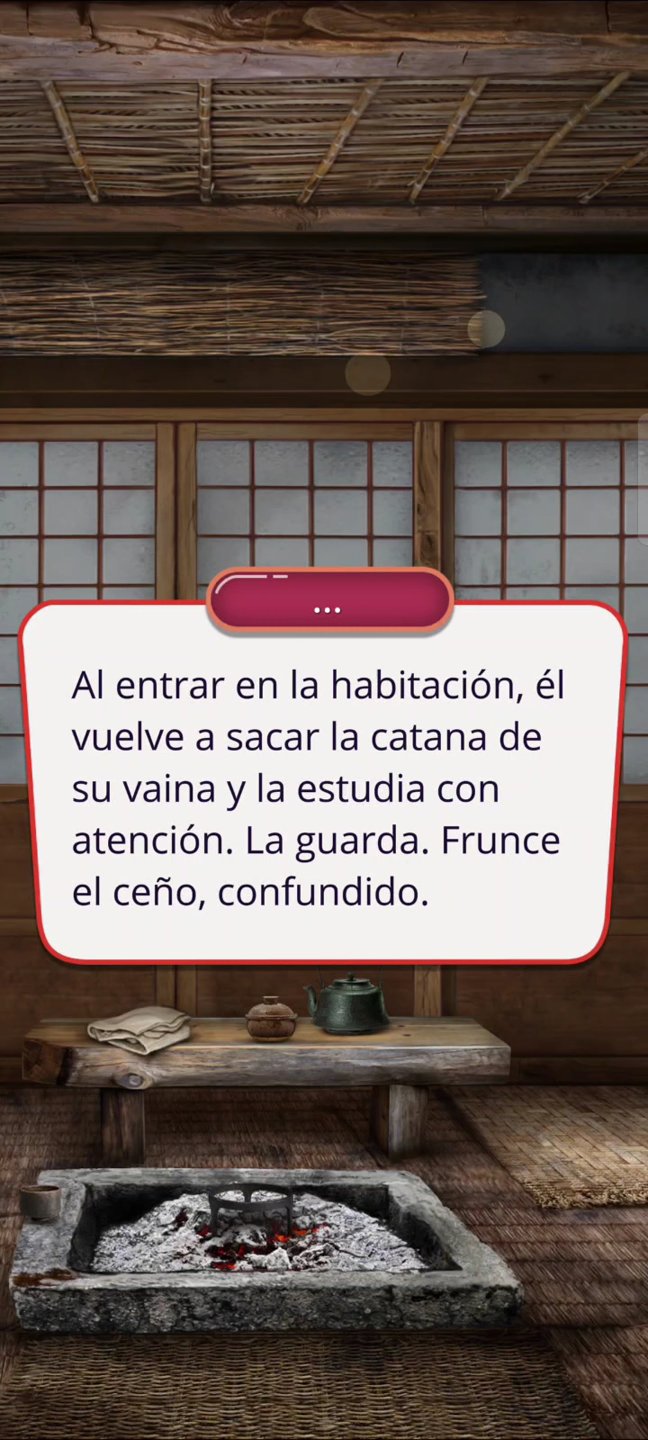 ...
Al entrar en la habitación, él
vuelve a sacar la catana de
su vaina y la estudia con
atención. La guarda. Frunce
el ceño, confundido.